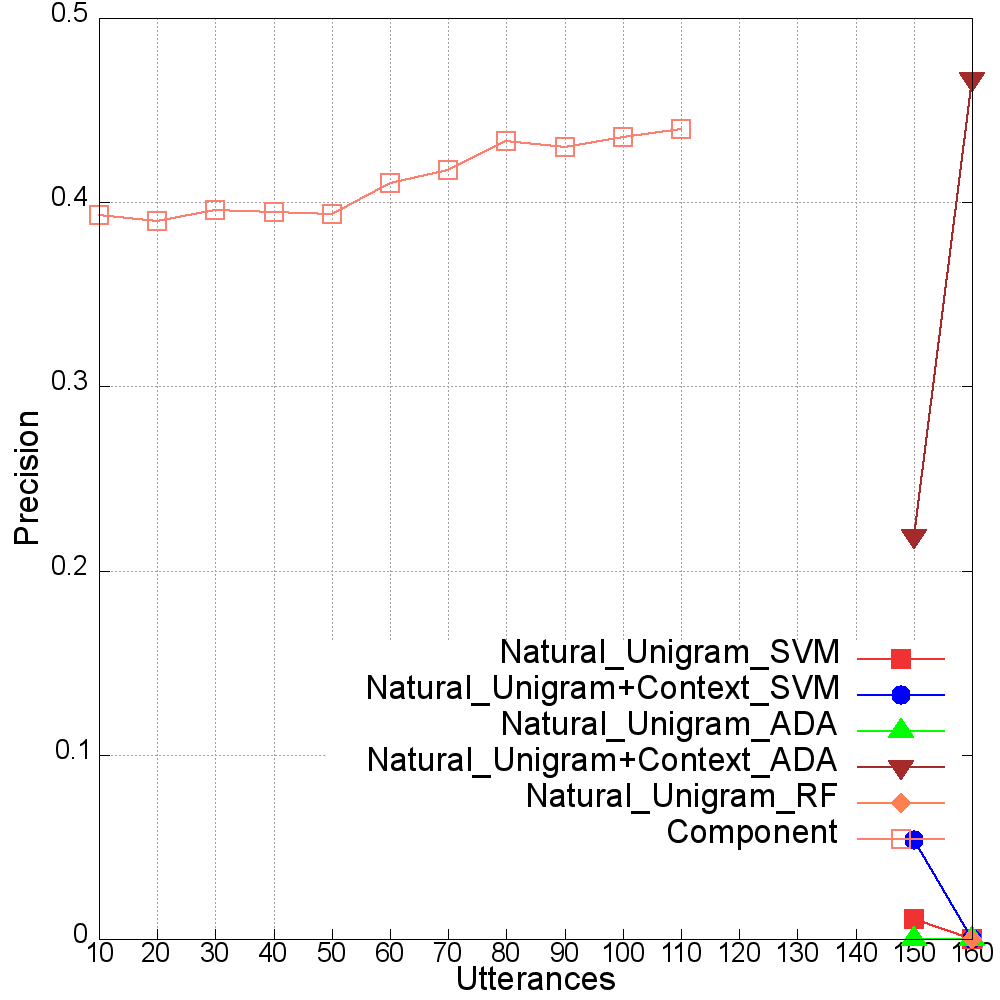 0.5
0.4
0.3
0.2
0.1
0
Precision
Natural_Unigram_SVM
Natural_Unigram+Context_SVM
Natural_Unigram_ADA
Natural_Unigram+Context_ADA
Natural_Unigram_RF
Component
10 20 30 40 50 60 70 80 90 100 110 120 130 140 150 160
Utterances